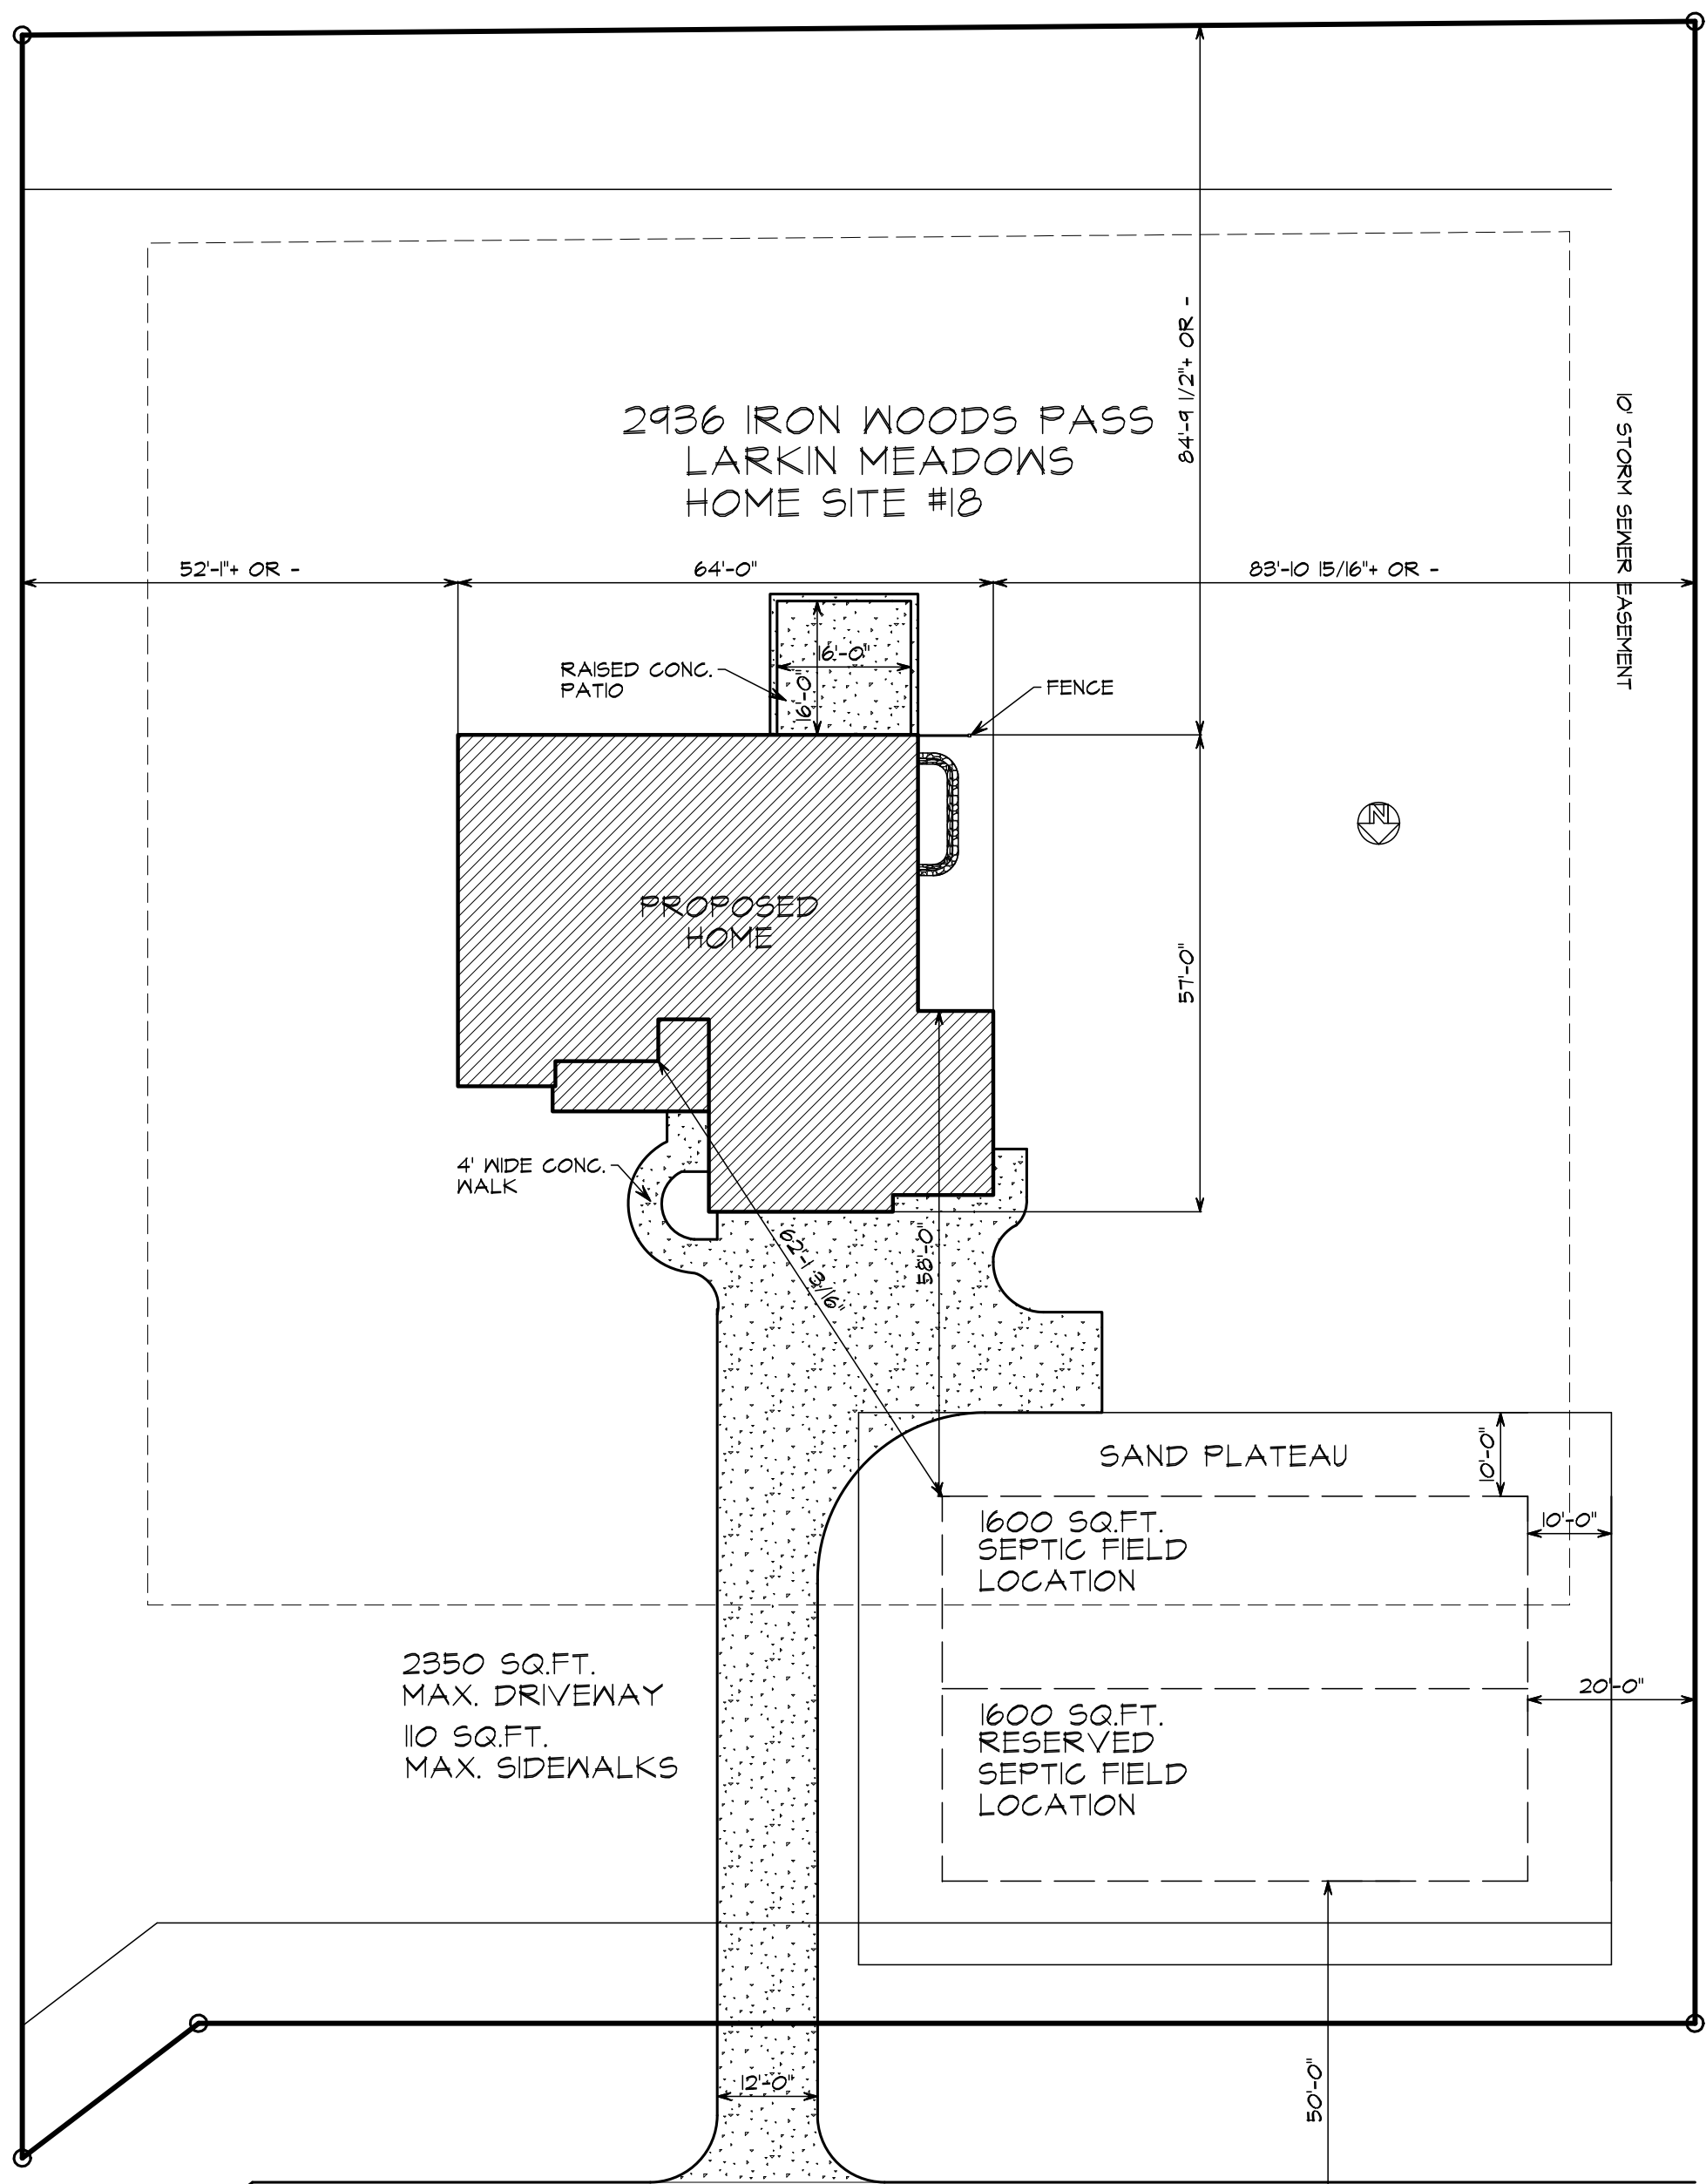 84'-9 1/2"+ OR -
2936 IRON WOODS PASS
LARKIN MEADOWS
HOME SITE #18
10' STORM SEWER EASEMENT
52'-1"+ OR -
64'-0"
83'-10 15/16"+ OR -
RAISED CONC.
PATIO
16'-0"
16'-0"
FENCE
N
PROPOSED
HOME
57'-0"
4' WIDE CONC.
WALK
62'-1 3/16"
58'-0"
SAND PLATEAU
10'-0"
10'-0"
1600 SQ.FT.
SEPTIC FIELD
LOCATION
2350 SQ.FT.
MAX. DRIVEWAY
110 SQ.FT.
MAX. SIDEWALKS
20'-0"
1600 SQ.FT.
RESERVED
SEPTIC FIELD
LOCATION
12'-0"
50'-0"